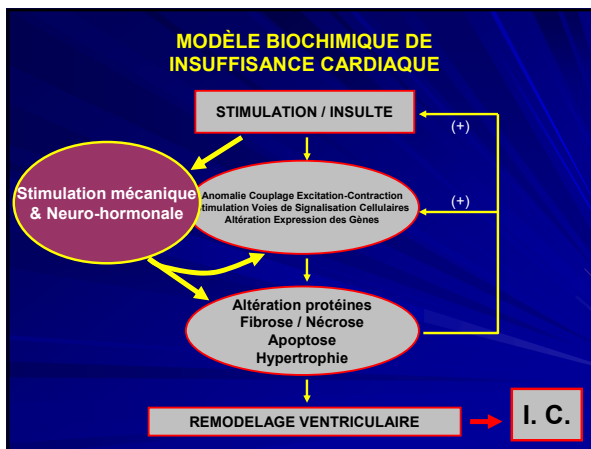 MODÈLE BIOCHIMIQUE DE
INSUFFISANCE CARDIAQUE
STIMULATION / INSULTE
(+)
Stimulation mécanique
& Neuro-hormonale
Anomalie Couplage Excitation-Contraction
timulation Voies de Signalisation Cellulaires
Altération Expression des Gènes
(+)
Altération protéines
Fibrose / Nécrose
Apoptose
Hypertrophie
REMODELAGE VENTRICULAIRE
I. C.